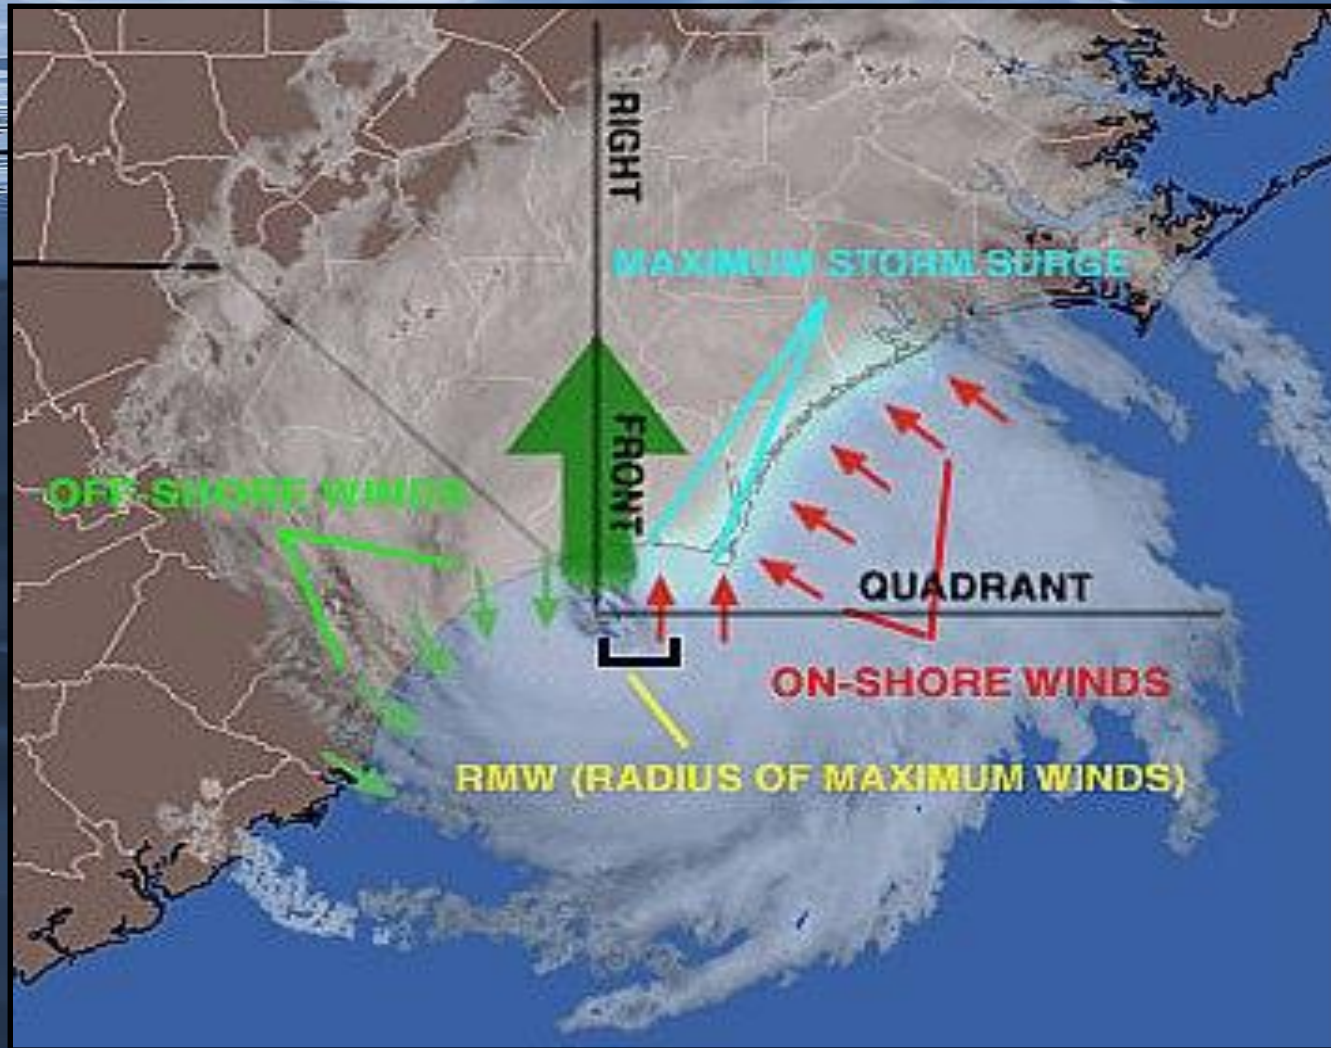 RIGHT
MAXIMUM STORM SURGE
FRONT
OFF SHORE WINDS
QUADRANT
ON-SHORE WINDS
RMW (RADIUS OF MAXIMUM WINDS)